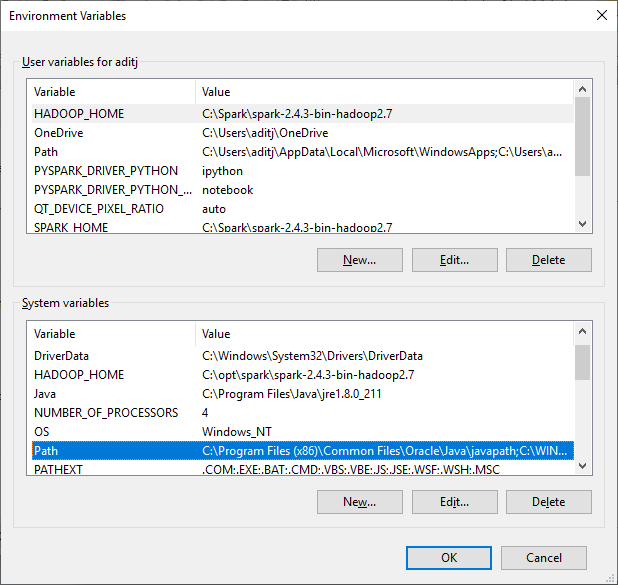 Environment Variables
User variables for aditj
Variable Value
HADOOP_HOME C:\Spark\spark-2.4.3-bin-hadoop2.7
OneDrive C:\Users\aditj\OneDrive
Path C:\Users\aditj\AppData\Local\Microsoft\WindowsApps;C:\Users\a...
PYSPARK_DRIVER_PYTHON ipython
PYSPARK_DRIVER_PYTHON_... notebook
QT_DEVICE_PIXEL_RATIO auto
SPARK_HOME C:\Spark\spark-2.4.3-bin-hadoop2.7
New... Edit... Delete
System variables
Variable Value
DriverData C:\Windows\System32\Drivers\DriverData
HADOOP_HOME C:\opt\spark\spark-2.4.3-bin-hadoop2.7
Java C:\Program Files\Java\jre1.8.0_211
NUMBER_OF_PROCESSORS 4
OS Windows_NT
Path C:\Program Files (x86)\Common Files\Oracle\Java\javapath;C:\WIN...
PATHEXT .COM;.EXE;.BAT;.CMD;.VBS;.VBE;.JS;.JSE;.WSF;.WSH;.MSC
New... Edit... Delete
OK Cancel